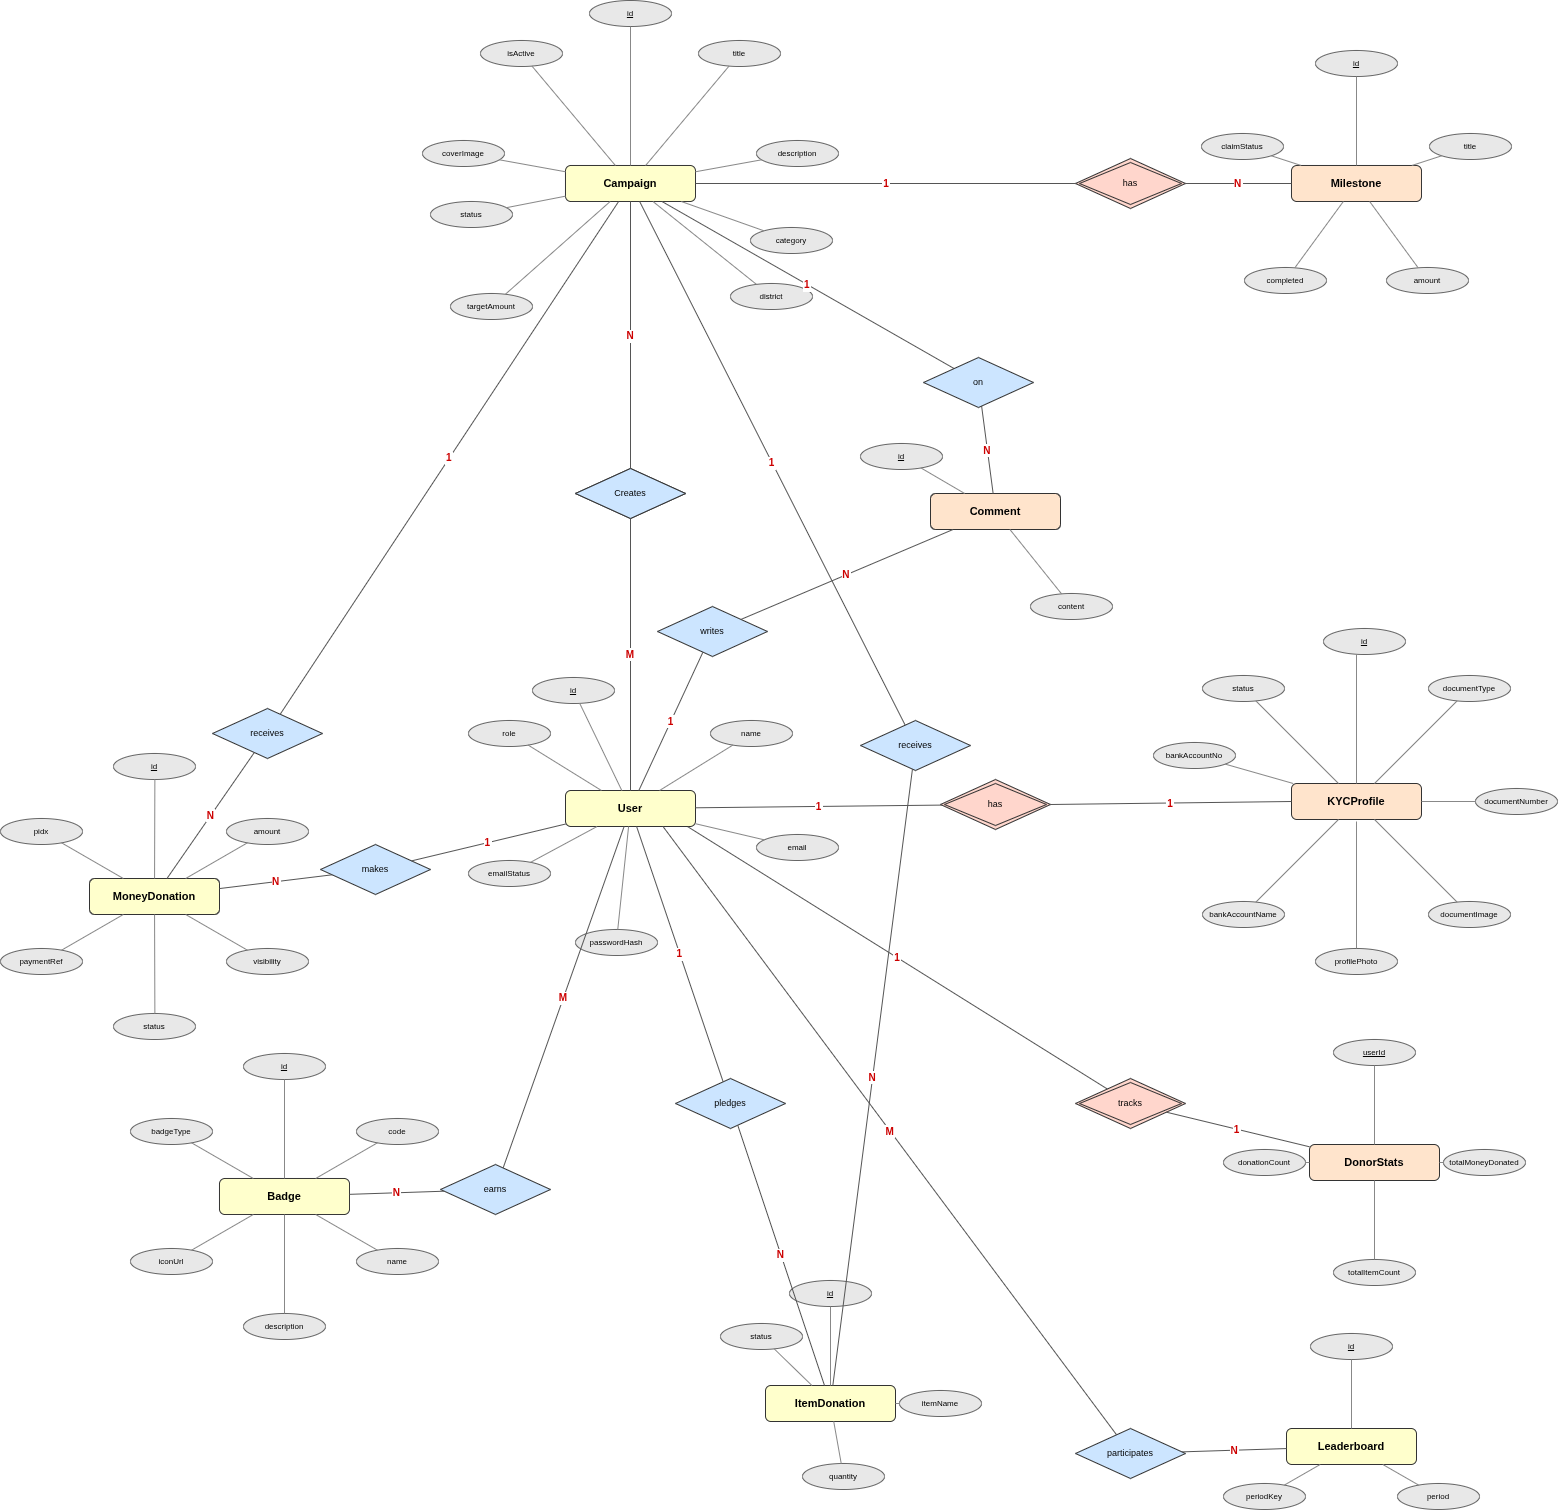 id
isActive
title
id
coverImage
description
claimStatus
title
Campaign
1
has
N
Milestone
status
category
targetAmount
district
1
completed
amount
N
on
1
1
N
id
Creates
Comment
N
content
writes
M
id
id
status
documentType
role
1
name
receives
receives
bankAccountNo
id
User
1
has
1
KYCProfile
documentNumber
pidx
N
amount
1
email
makes
emailStatus
N
MoneyDonation
bankAccountName
documentImage
passwordHash
1
1
paymentRef
visibility
profilePhoto
M
status
userId
id
N
pledges
tracks
badgeType
code
M
1
donationCount
DonorStats
totalMoneyDonated
Badge
N
earns
iconUrl
name
N
totalItemCount
id
description
status
id
ItemDonation
itemName
Leaderboard
participates
N
quantity
periodKey
period